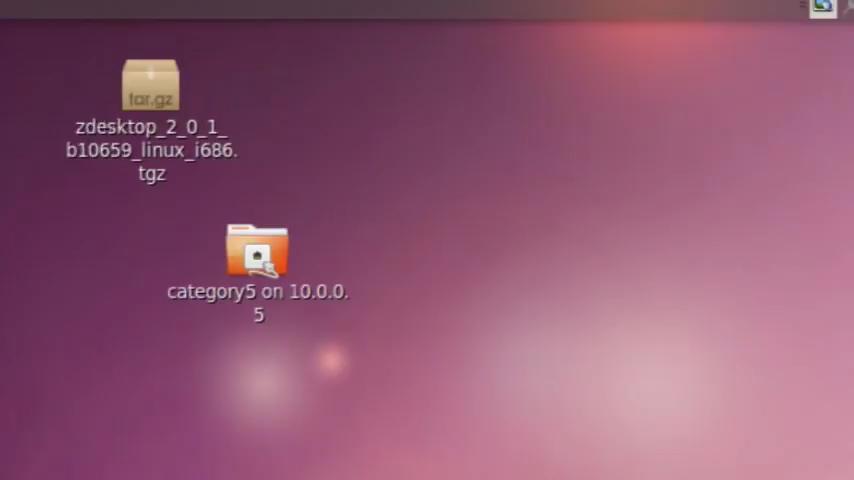 tar.gz
zdesktop_2_0_1_
b10659_linux_i686.
tgz
category5 on 10.0.0.
5